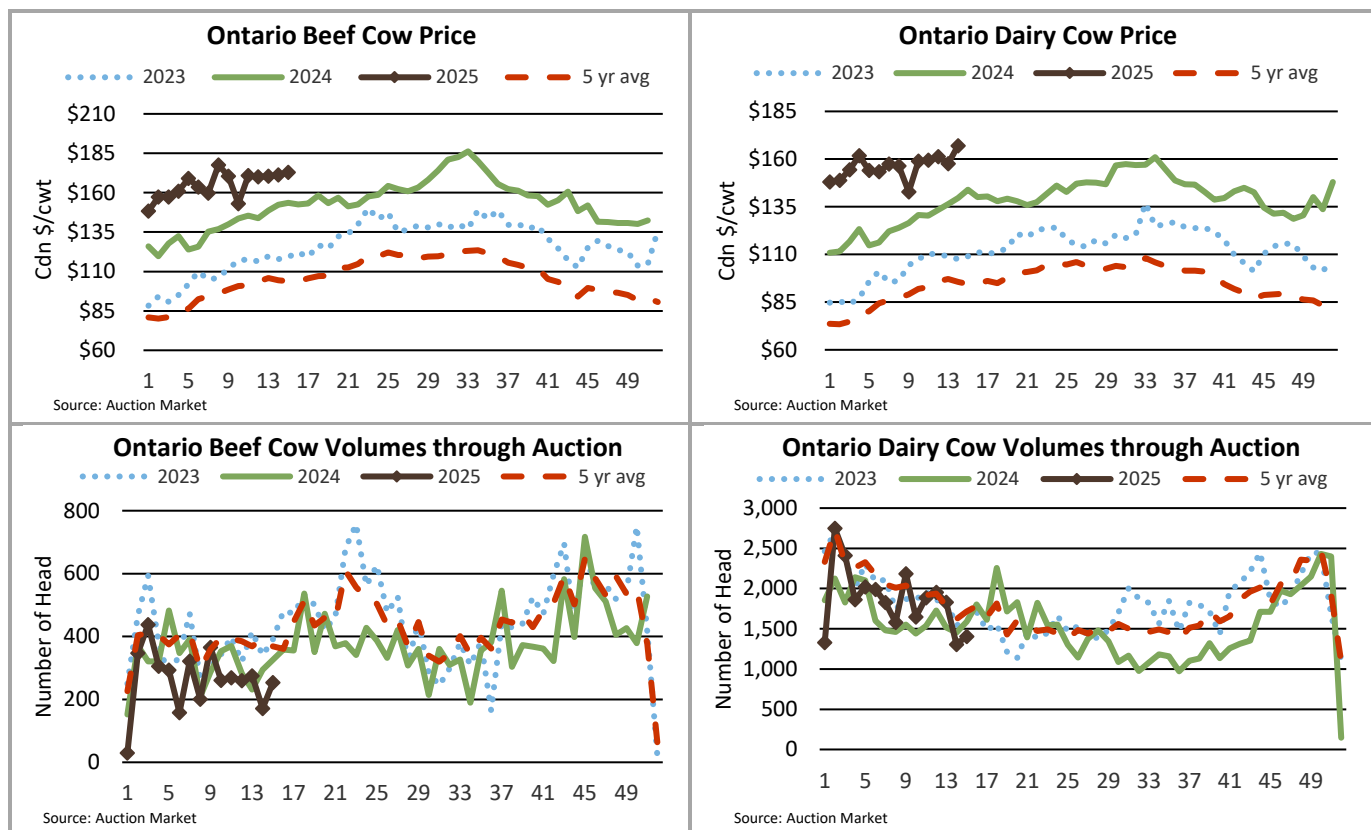 Ontario Beef Cow Price
2023 2024 2025 5 yr avg
Cdn $/cwt
$210
$185
$160
$135
$110
$85
$60
1 5 9 13 17 21 25 29 33 37 41 45 49
Source: Auction Market
Ontario Dairy Cow Price
2023 2024 2025 5 yr avg
Cdn $/cwt
$185
$160
$135
$110
$85
$60
1 5 9 13 17 21 25 29 33 37 41 45 49
Source: Auction Market
Ontario Beef Cow Volumes through Auction
2023 2024 2025 5 yr avg
Number of Head
800
600
400
200
0
1 5 9 13 17 21 25 29 33 37 41 45 49
Source: Auction Market
Ontario Dairy Cow Volumes through Auction
2023 2024 2025 5 yr avg
Number of Head
3,000
2,500
2,000
1,500
1,000
500
0
1 5 9 13 17 21 25 29 33 37 41 45 49
Source: Auction Market